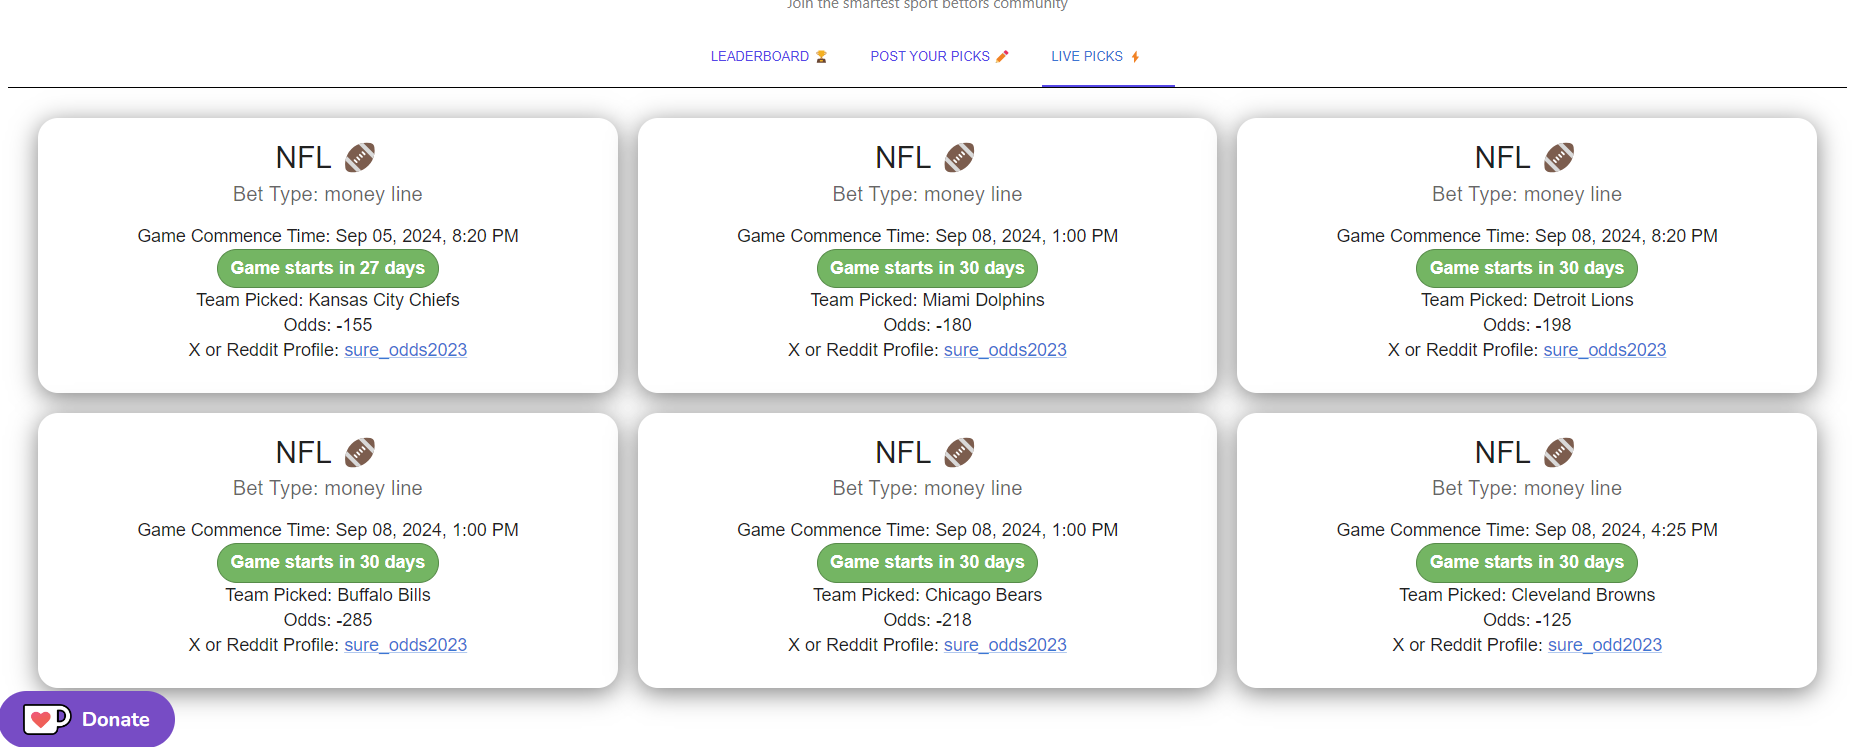 Join the smartest sport bettors community
LEADERBOARD 🏆 POST YOUR PICKS ✏️ LIVE PICKS ⚡
NFL 🏈
Bet Type: money line
Game Commence Time: Sep 05, 2024, 8:20 PM
Game starts in 27 days
Team Picked: Kansas City Chiefs
Odds: -155
X or Reddit Profile: sure_odds2023
NFL 🏈
Bet Type: money line
Game Commence Time: Sep 08, 2024, 1:00 PM
Game starts in 30 days
Team Picked: Miami Dolphins
Odds: -180
X or Reddit Profile: sure_odds2023
NFL 🏈
Bet Type: money line
Game Commence Time: Sep 08, 2024, 8:20 PM
Game starts in 30 days
Team Picked: Detroit Lions
Odds: -198
X or Reddit Profile: sure_odds2023
NFL 🏈
Bet Type: money line
Game Commence Time: Sep 08, 2024, 1:00 PM
Game starts in 30 days
Team Picked: Buffalo Bills
Odds: -285
X or Reddit Profile: sure_odds2023
NFL 🏈
Bet Type: money line
Game Commence Time: Sep 08, 2024, 1:00 PM
Game starts in 30 days
Team Picked: Chicago Bears
Odds: -218
X or Reddit Profile: sure_odds2023
NFL 🏈
Bet Type: money line
Game Commence Time: Sep 08, 2024, 4:25 PM
Game starts in 30 days
Team Picked: Cleveland Browns
Odds: -125
X or Reddit Profile: sure_odd2023
Donate